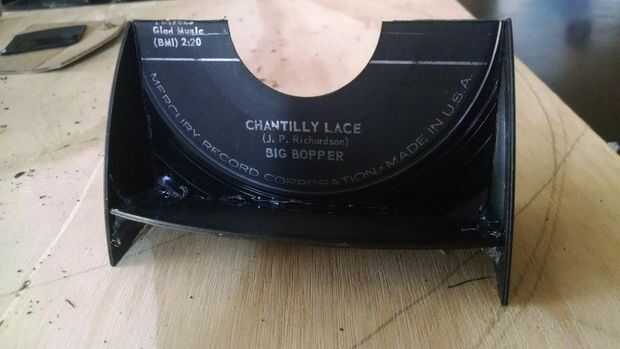 Glad Music
(BMI) 2:20
CHANTILLY LACE
(J. P. Richardson)
BIG BOPPER
MERCURY RECORD CORPORATION • MADE IN U.S.A.